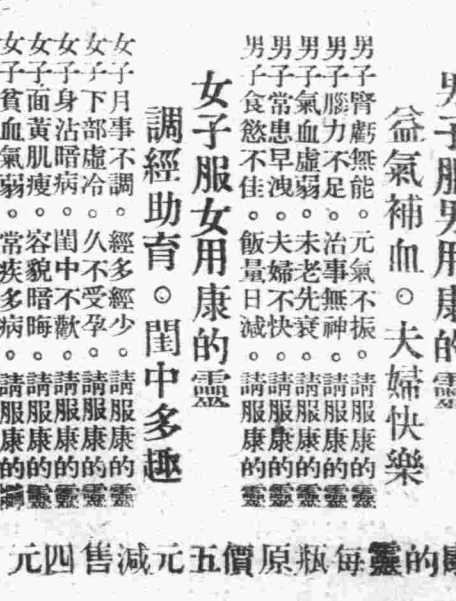 男子服男用康的靈
益氣補血。夫婦快樂
男子腎虧無能。元氣不振。請服康的靈
男子腦力不足。治事無神。請服康的靈
男子氣血虛弱。未老先衰。請服康的靈
男子常患早洩。夫婦不快。請服康的靈
男子食慾不佳。飯量日減。請服康的靈
女子服女用康的靈
調經助育。閨中多趣
女子月事不調。經多經少。請服康的靈
女子下部虛冷。久不受孕。請服康的靈
女子身沾暗病。閨中不歡。請服康的靈
女子面黃肌瘦。容貌暗晦。請服康的靈
女子貧血氣弱。常疾多病。請服康的靈
康的靈每瓶原價五元減售四元